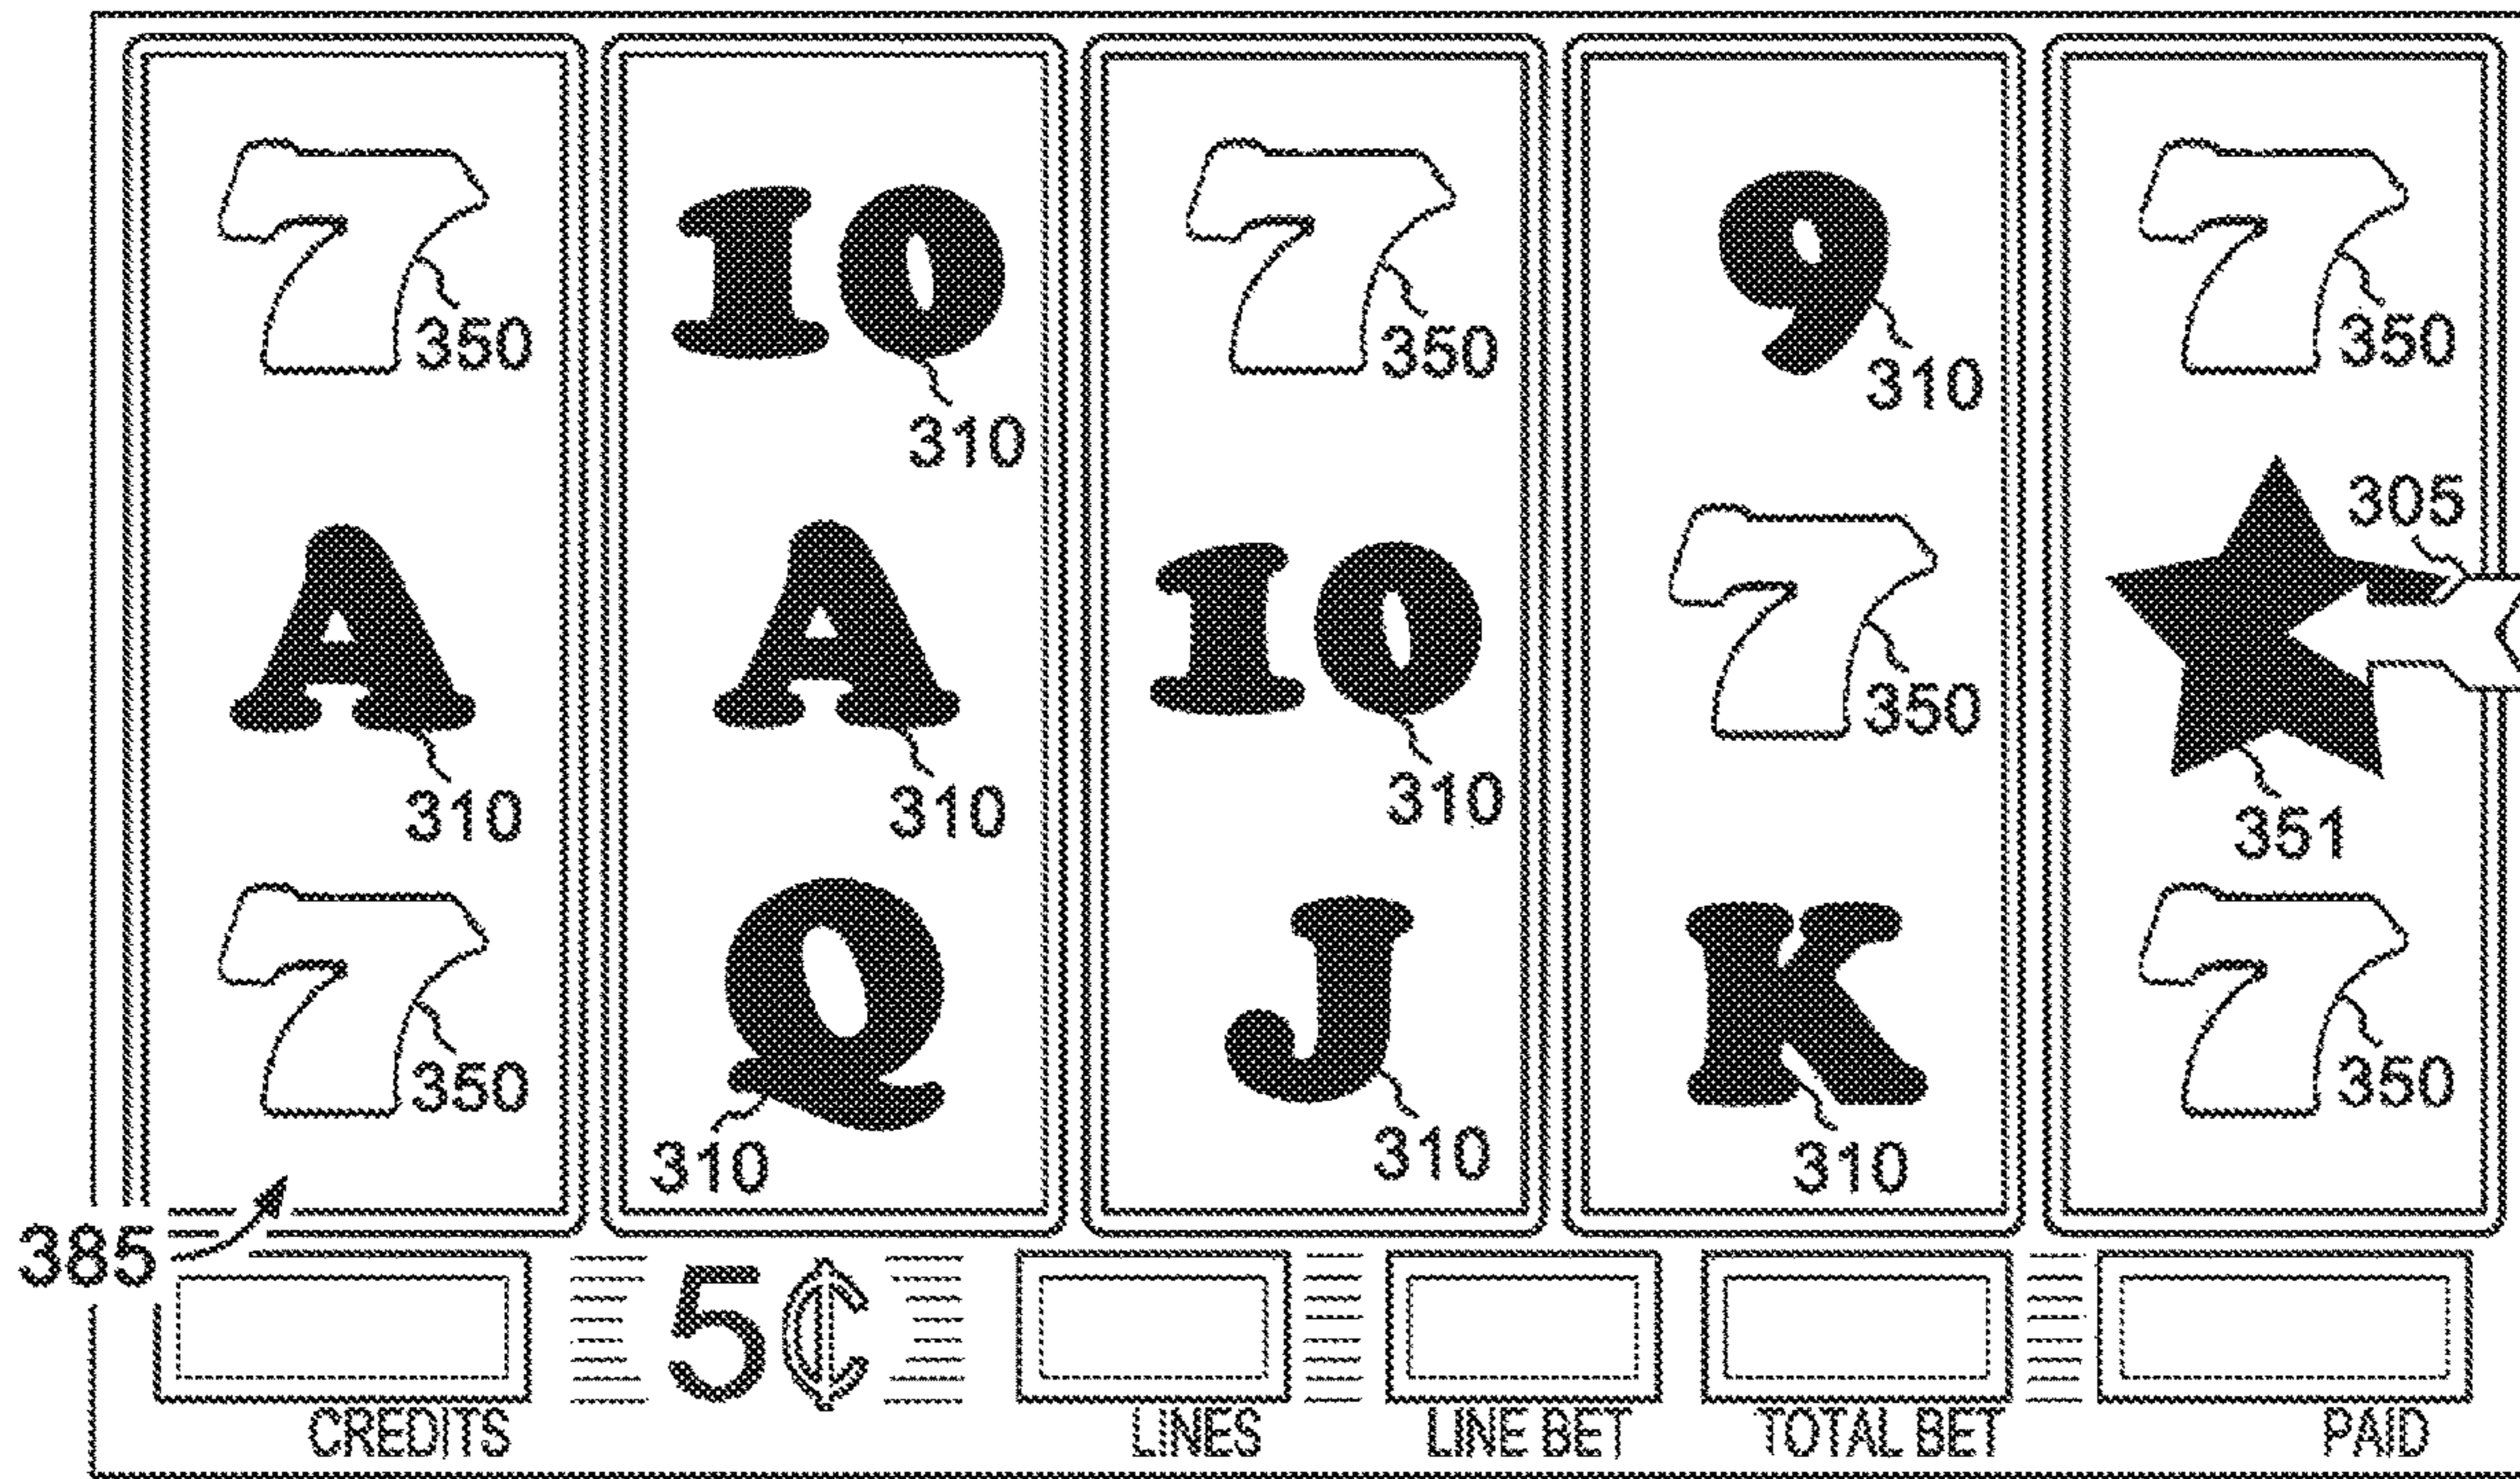 7 10 7 9 7
350 350 310 350
310
305
A A 10 7
350
310 310 310 351
7 Q J K 7
350 350
310 310 310
385
5¢
CREDITS LINES LINE BET TOTAL BET PAID